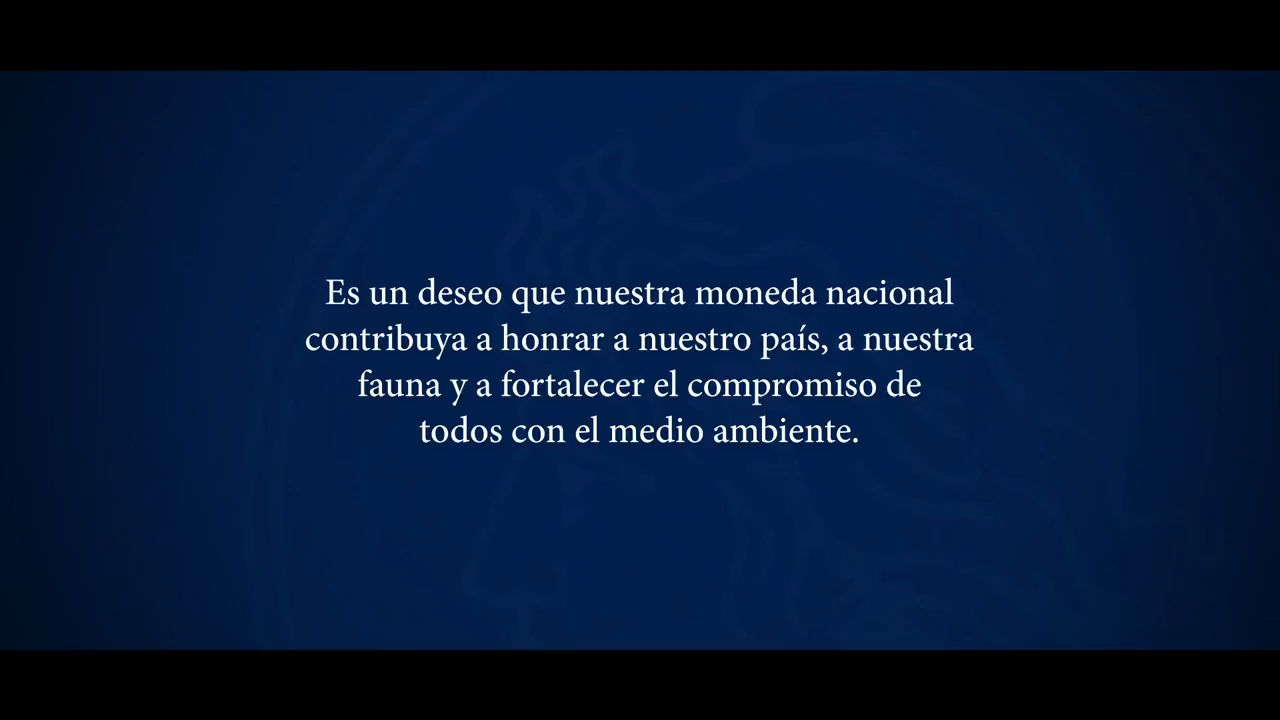 Es un deseo que nuestra moneda nacional
contribuya a honrar a nuestro país, a nuestra
fauna y a fortalecer el compromiso de
todos con el medio ambiente.